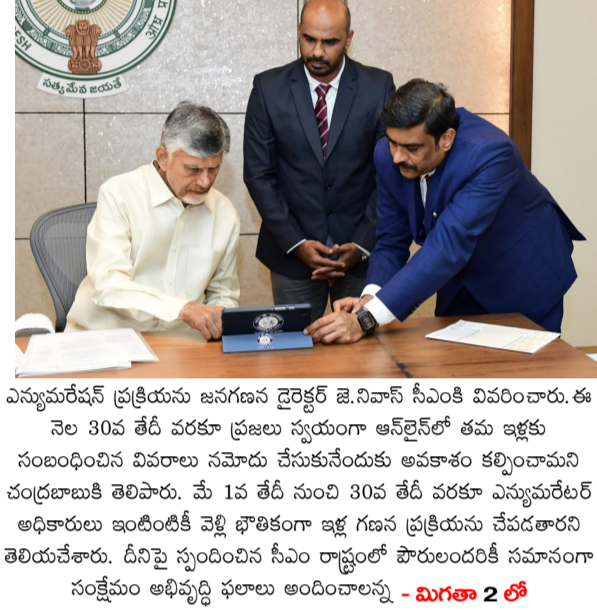 సత్యమేవ జయతే
ఎన్యుమరేషన్ ప్రక్రియను జనగణన డైరెక్టర్ జె.నివాస్ సీఎంకి వివరించారు.ఈ
నెల 30వ తేదీ వరకూ ప్రజలు స్వయంగా ఆన్‌లైన్‌లో తమ ఇళ్లకు
సంబంధించిన వివరాలు నమోదు చేసుకునేందుకు అవకాశం కల్పించామని
చంద్రబాబుకి తెలిపారు. మే 1వ తేదీ నుంచి 30వ తేదీ వరకూ ఎన్యుమరేటర్
అధికారులు ఇంటింటికీ వెళ్లి భౌతికంగా ఇళ్ల గణన ప్రక్రియను చేపడతారని
తెలియచేశారు. దీనిపై స్పందించిన సీఎం రాష్ట్రంలో పౌరులందరికీ సమానంగా
సంక్షేమం అభివృద్ధి ఫలాలు అందించాలన్న - మిగతా 2 లో